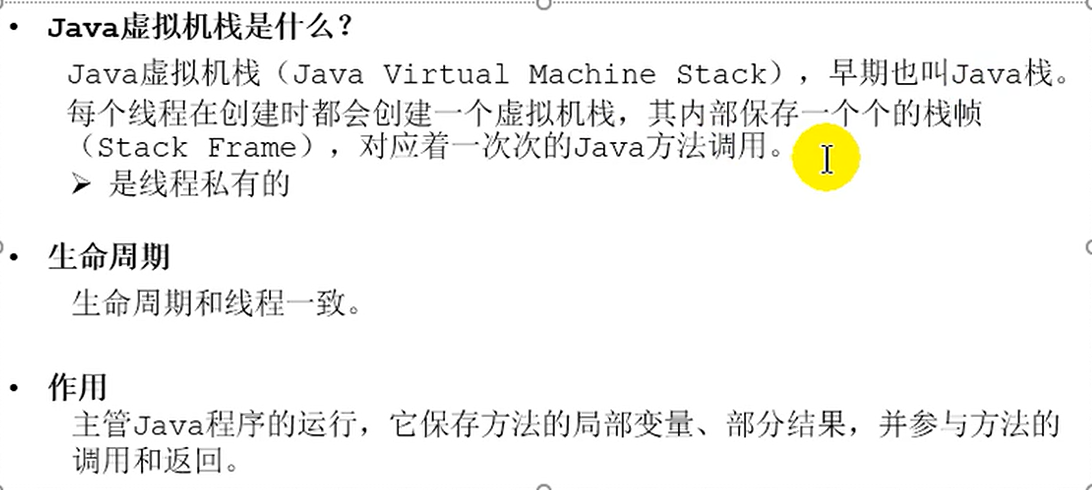 • Java虚拟机栈是什么？
Java虚拟机栈（Java Virtual Machine Stack），早期也叫Java栈。
每个线程在创建时都会创建一个虚拟机栈，其内部保存一个个的栈帧
（Stack Frame），对应着一次次的Java方法调用。
➢ 是线程私有的
• 生命周期
生命周期和线程一致。
• 作用
主管Java程序的运行，它保存方法的局部变量、部分结果，并参与方法的
调用和返回。